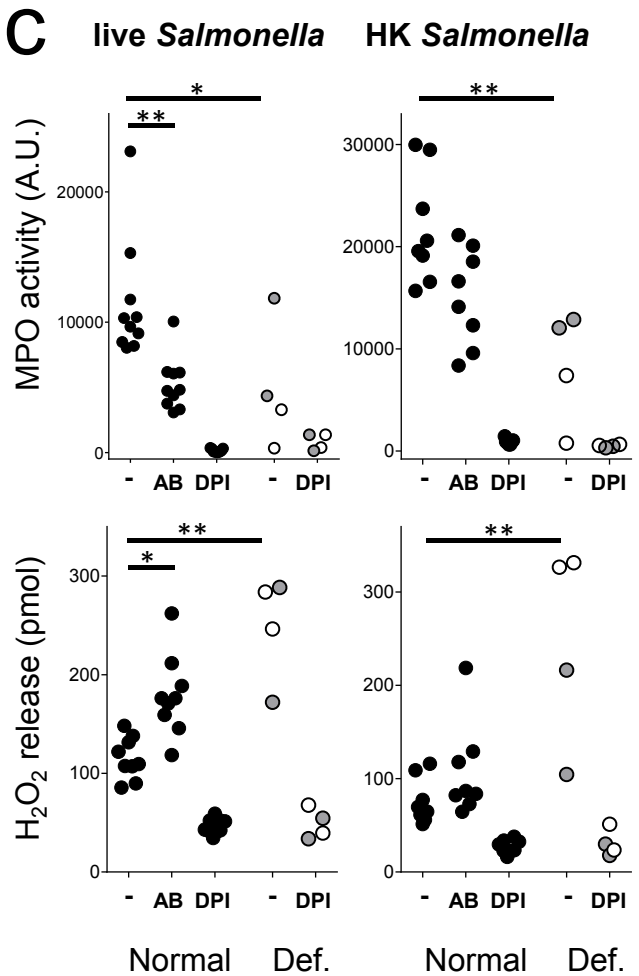 C live Salmonella HK Salmonella
MPO activity (A.U.)
* **
**
20000
10000
0
- AB DPI - DPI
30000
20000
10000
0
- AB DPI - DPI
H₂O₂ release (pmol)
** **
*
300
200
100
0
- AB DPI - DPI
300
200
100
0
- AB DPI - DPI
Normal Def. Normal Def.